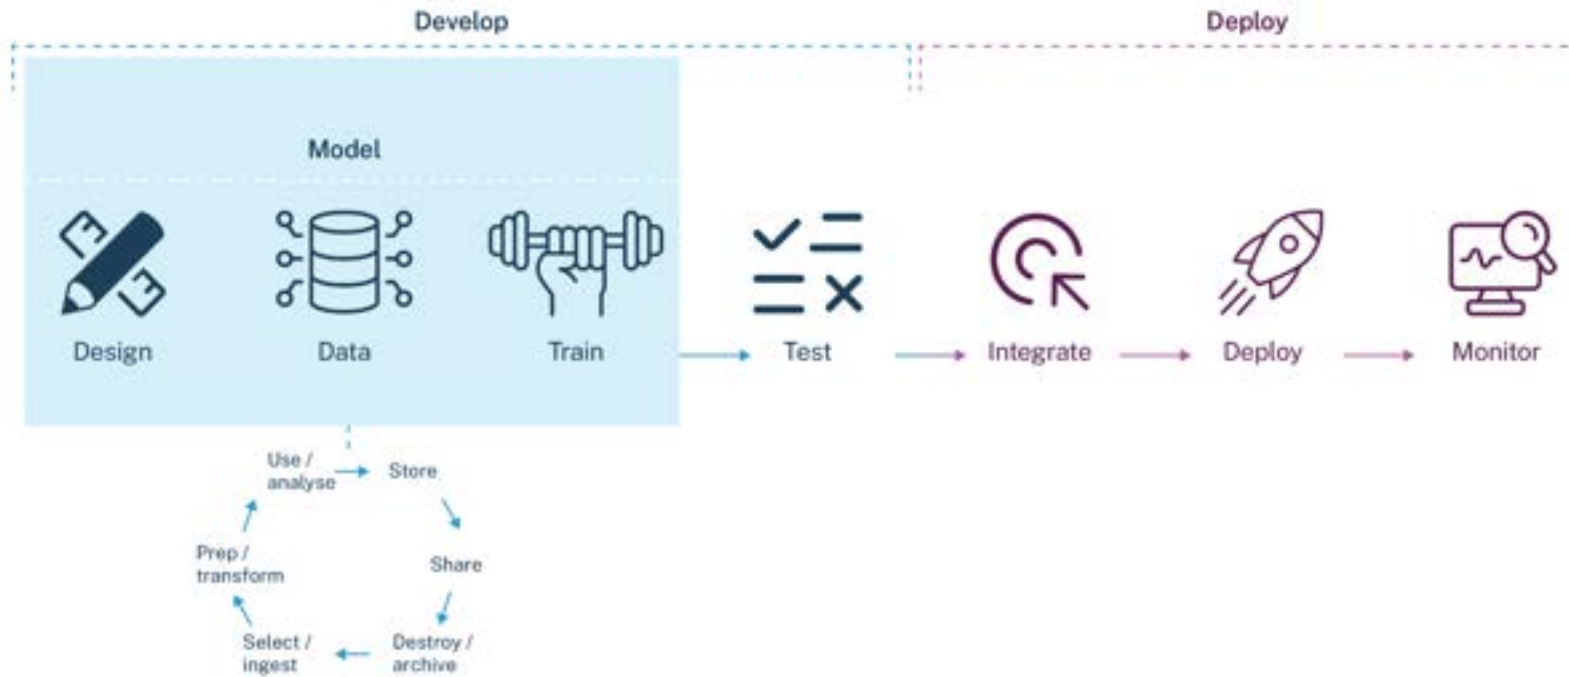 Develop
Deploy
Model
Design
Data
Train
Test
Integrate
Deploy
Monitor
Use /
analyse
Store
Prep /
transform
Share
Select /
ingest
Destroy /
archive